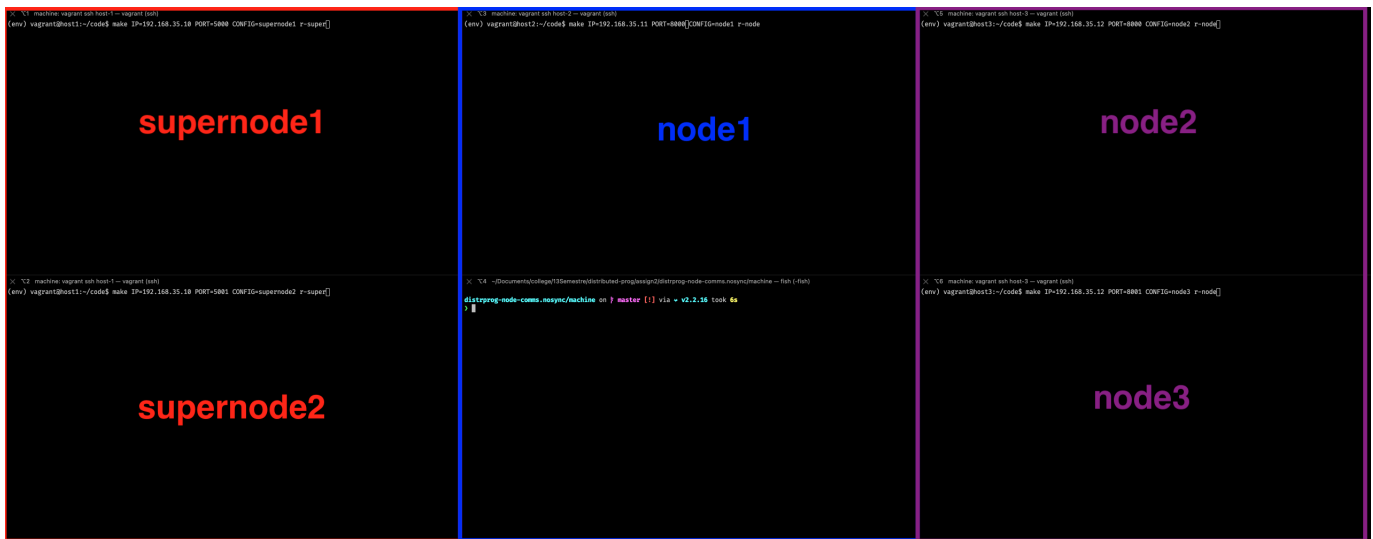 ⌥1 machine: vagrant ssh host-1 — vagrant (ssh)
(env) vagrant@host1:~/code$ make IP=192.168.35.10 PORT=5000 CONFIG=supernode1 r-super
supernode1
⌥3 machine: vagrant ssh host-2 — vagrant (ssh)
(env) vagrant@host2:~/code$ make IP=192.168.35.11 PORT=8000 CONFIG=node1 r-node
node1
⌥5 machine: vagrant ssh host-3 — vagrant (ssh)
(env) vagrant@host3:~/code$ make IP=192.168.35.12 PORT=8000 CONFIG=node2 r-node
node2
⌥2 machine: vagrant ssh host-1 — vagrant (ssh)
(env) vagrant@host1:~/code$ make IP=192.168.35.10 PORT=5001 CONFIG=supernode2 r-super
supernode2
⌥4 ~/Documents/college/13Semestre/distributed-prog/assign2/distrprog-node-comms.nosync/machine — fish (-fish)
distrprog-node-comms.nosync/machine on master [!] via v2.2.16 took 6s
❯
⌥6 machine: vagrant ssh host-3 — vagrant (ssh)
(env) vagrant@host3:~/code$ make IP=192.168.35.12 PORT=8001 CONFIG=node3 r-node
node3